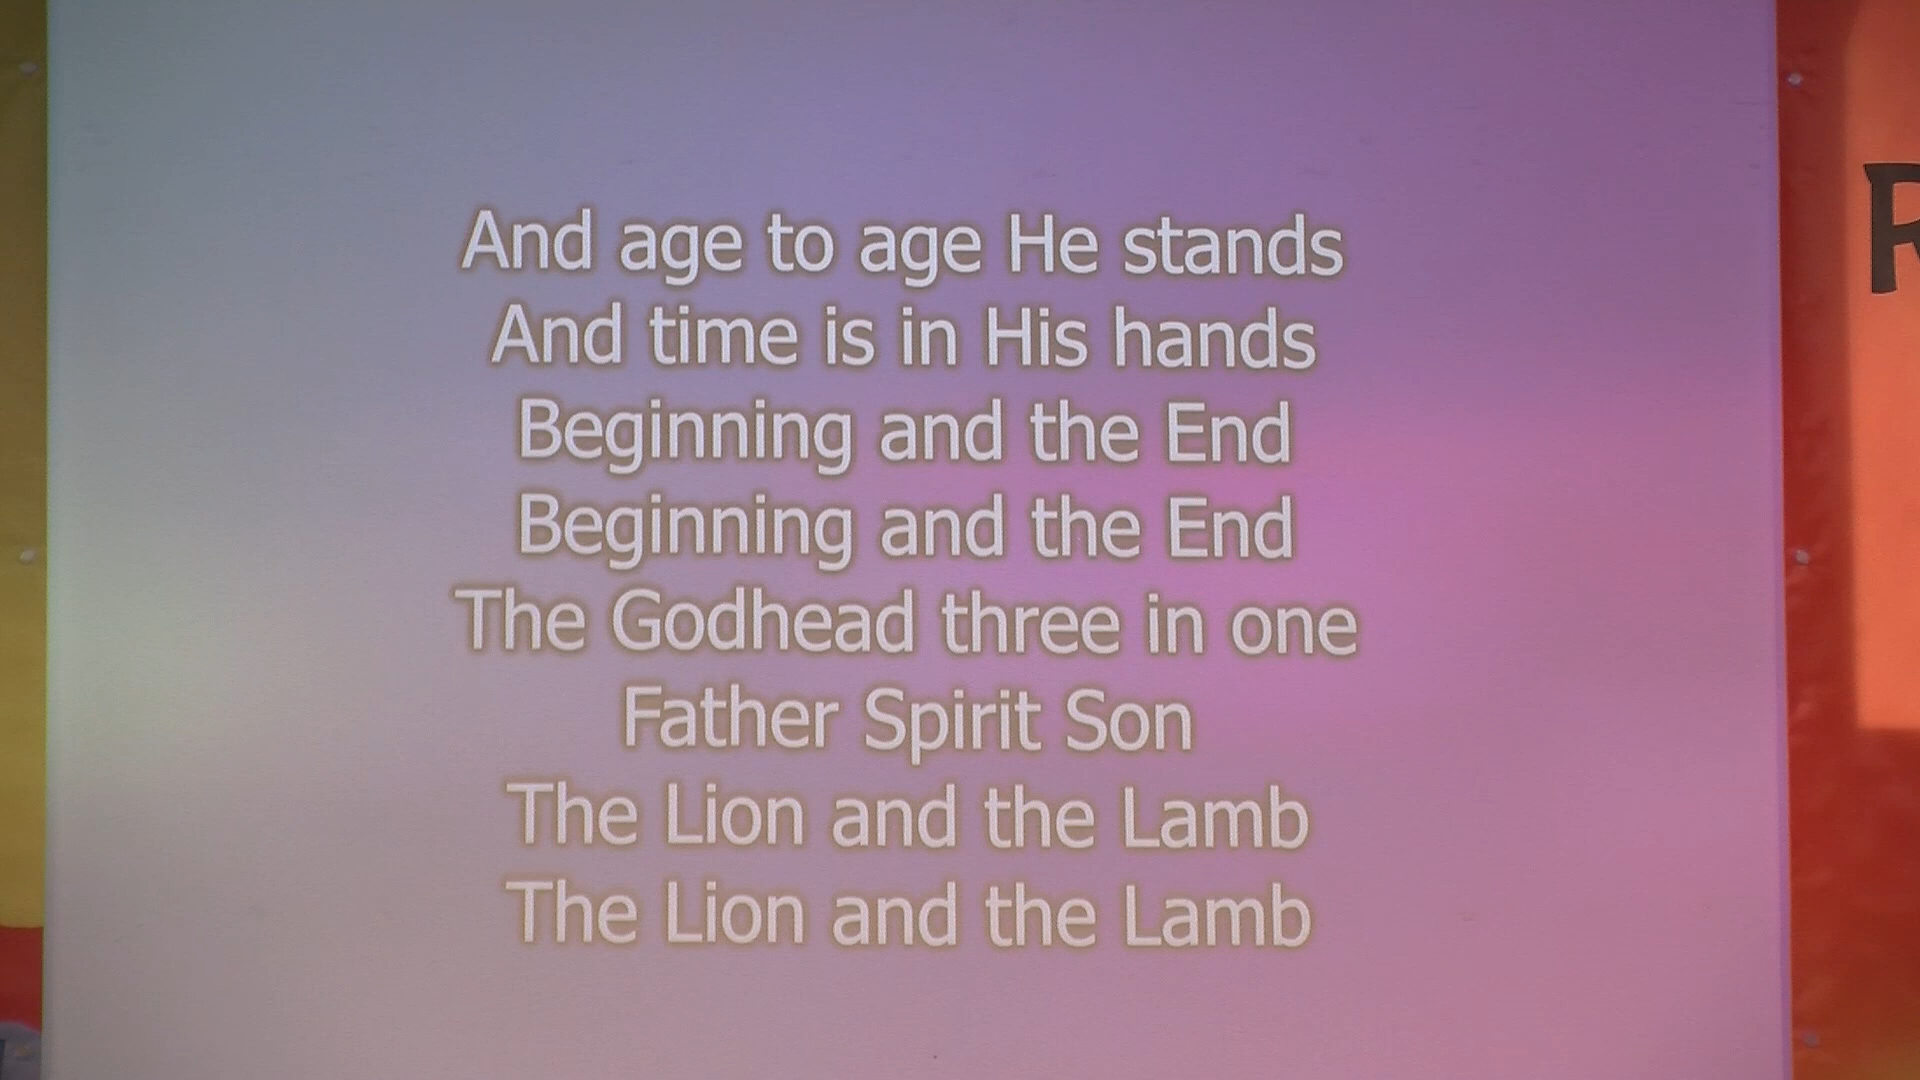 And age to age He stands
And time is in His hands
Beginning and the End
Beginning and the End
The Godhead three in one
Father Spirit Son
The Lion and the Lamb
The Lion and the Lamb
R